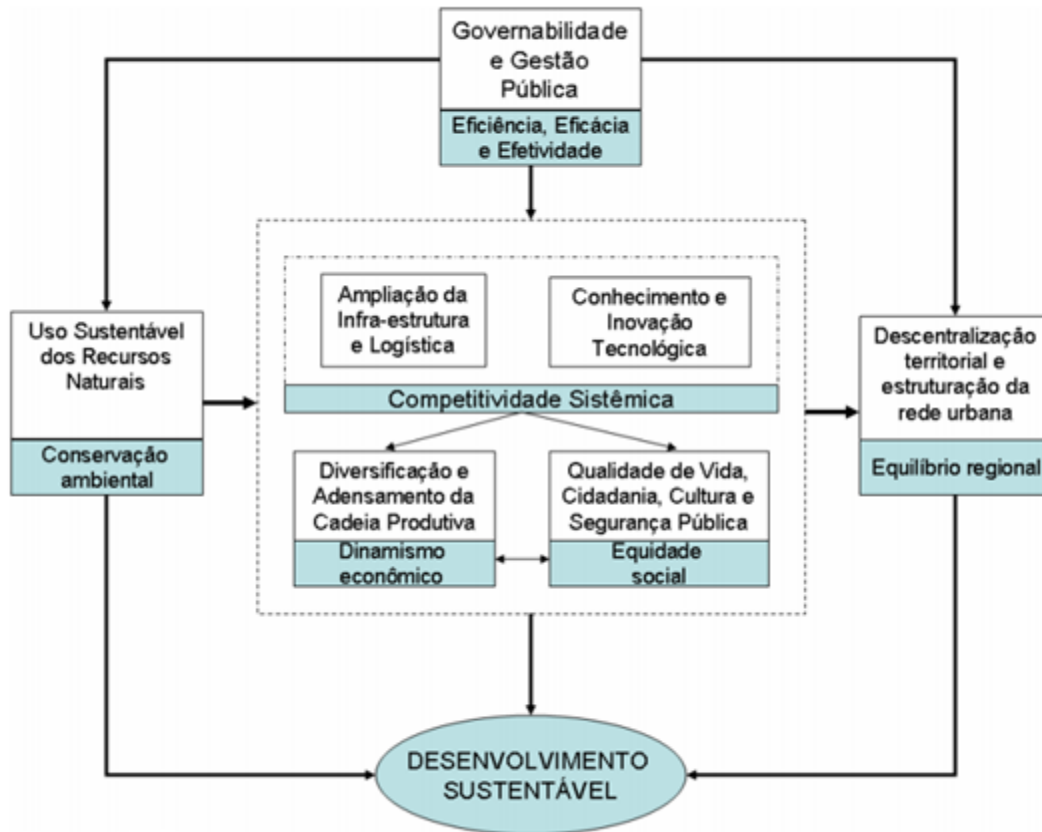 Governabilidade
e Gestão
Pública
Eficiência, Eficácia
e Efetividade
Uso Sustentável
dos Recursos
Naturais
Conservação
ambiental
Ampliação da
Infra-estrutura
e Logística
Conhecimento e
Inovação
Tecnológica
Competitividade Sistêmica
Diversificação e
Adensamento da
Cadeia Produtiva
Dinamismo
econômico
Qualidade de Vida,
Cidadania, Cultura e
Segurança Pública
Equidade
social
Descentralização
territorial e
estruturação da
rede urbana
Equilíbrio regional
DESENVOLVIMENTO
SUSTENTÁVEL